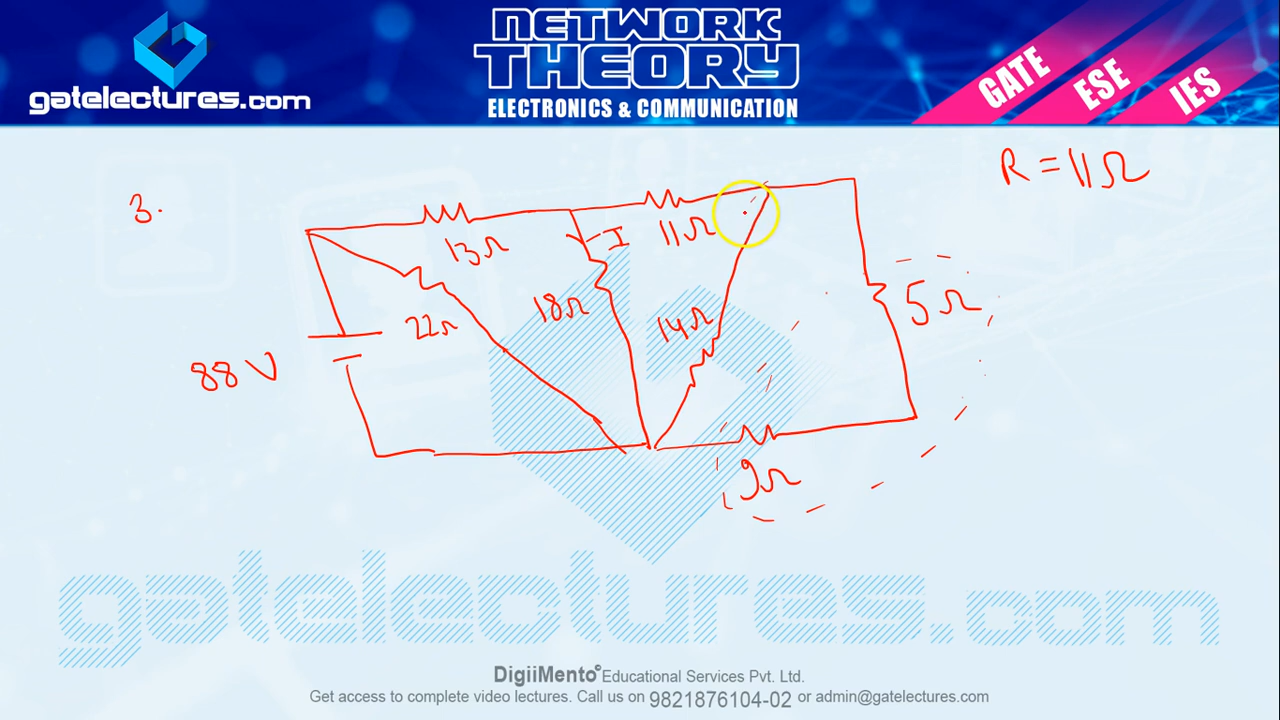 gatelectures.com
NETWORK
THEORY
ELECTRONICS & COMMUNICATION
GATE
ESE
IES
R = 11Ω
3.
13Ω
I
11Ω
22Ω
18Ω
14Ω
5Ω
88 V
9Ω
gatelectures.com
DigiiMento© Educational Services Pvt. Ltd.
Get access to complete video lectures. Call us on 9821876104-02 or admin@gatelectures.com